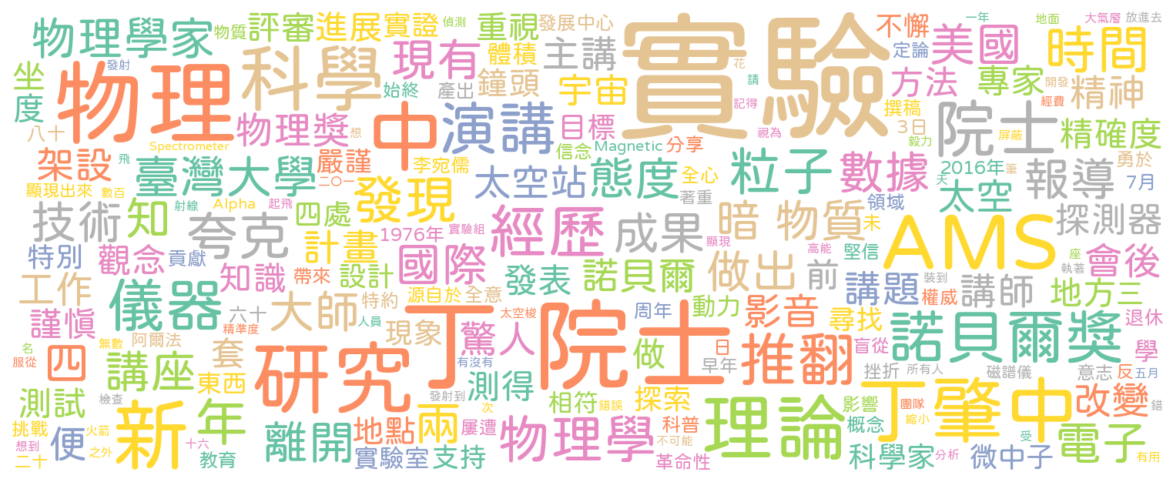 物理學家
物質
偵測
評審
進展
實證
重視
發展中心
實驗
不懈
一年
地面
大氣層
放進去
定論
美國
時間
坐
度
發射
物理
科學
現有
始終
產出
體積
鐘頭
主講
宇宙
花
請
方法
專家
開發
經費
精神
八十
物理獎
想
中
演講
目標
記得
視為
撰稿
3日
毅力
院士
屏蔽
精確度
Spectrometer
架設
飛
臺灣大學
嚴謹
二〇一
李宛儒
信念
Magnetic
分享
態度
粒子
數據
2016年
天
筆
勇於
7月
顯現出來
數百
射線
Alpha
起飛
發現
太空站
全心
著重
領域
太空
報導
技術
知
夸克
四處
1976年
實驗組
經歷
成果
顯現
暗
物質
高能
未
堅信
AMS
座
執著
探測器
會後
特別
觀念
貢獻
計畫
知識
帶來
設計
國際
發表
諾貝爾
做出
前
講題
裝到
權威
講師
地方
三
工作
儀器
六十
大師
特約
源自於
全意
周年
動力
影音
尋找
謹慎
無數
精準度
阿爾法
人員
現象
太空梭
驚人
丁
院士
做
日
早年
推翻
盲從
諾貝爾獎
退休
學
名
服從
四
講座
套
東西
研究
有沒有
測得
挫折
所有人
磁譜儀
意志
反
五月
測試
檢查
發射到
次
相符
錯誤
探索
影響
團隊
縮小
丁肇中
改變
錯
挑戰
想到
火箭
二十
便
之外
新
年
十六
教育
離開
地點
兩
屢遭
實驗室
支持
物理學
不可能
科普
革命性
理論
概念
科學家
分析
受
微中子
電子
有用